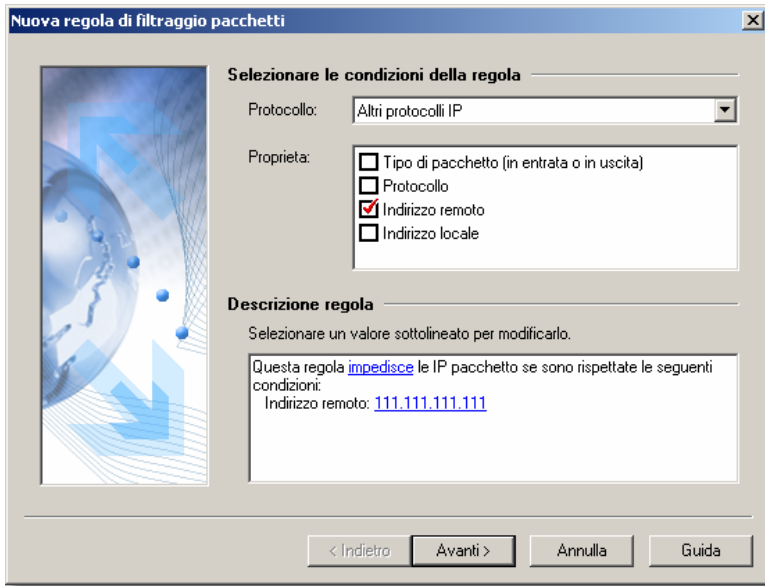 Nuova regola di filtraggio pacchetti
Selezionare le condizioni della regola
Protocollo: Altri protocolli IP
Proprieta:
Tipo di pacchetto (in entrata o in uscita)
Protocollo
Indirizzo remoto
Indirizzo locale
Descrizione regola
Selezionare un valore sottolineato per modificarlo.
Questa regola impedisce le IP pacchetto se sono rispettate le seguenti
condizioni:
Indirizzo remoto: 111.111.111.111
< Indietro Avanti > Annulla Guida